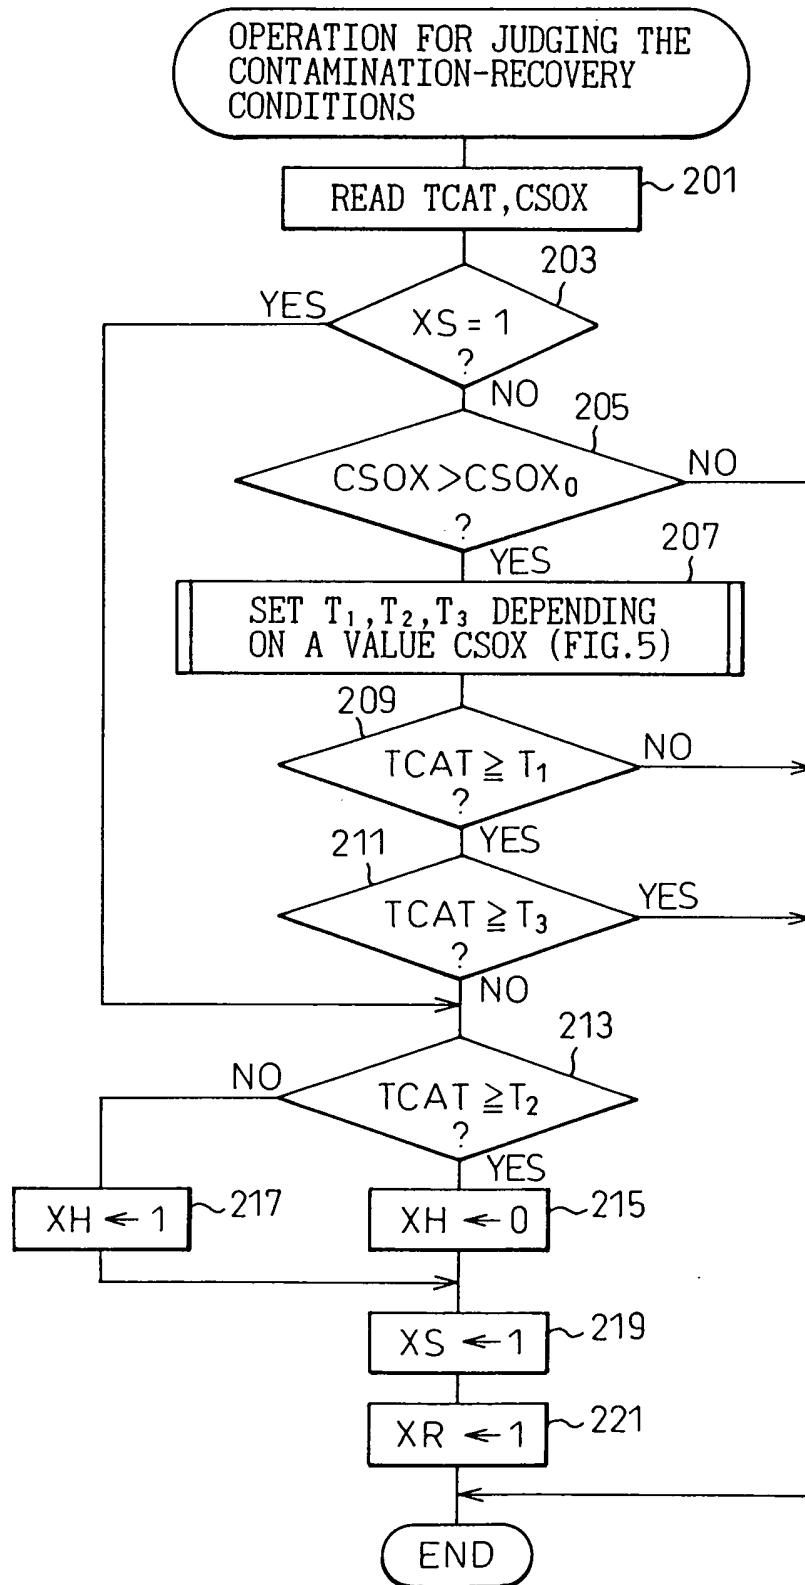 OPERATION FOR JUDGING THE
CONTAMINATION-RECOVERY
CONDITIONS
READ TCAT,CSOX
201
203
YES
XS = 1
?
NO
205
CSOX>CSOX₀
?
NO
YES
207
SET T₁,T₂,T₃ DEPENDING
ON A VALUE CSOX (FIG.5)
209
TCAT ≧ T₁
?
NO
YES
211
TCAT ≧ T₃
?
YES
NO
213
NO
TCAT ≧T₂
?
YES
XH ← 1
217
XH ← 0
215
XS ← 1
219
XR ← 1
221
END